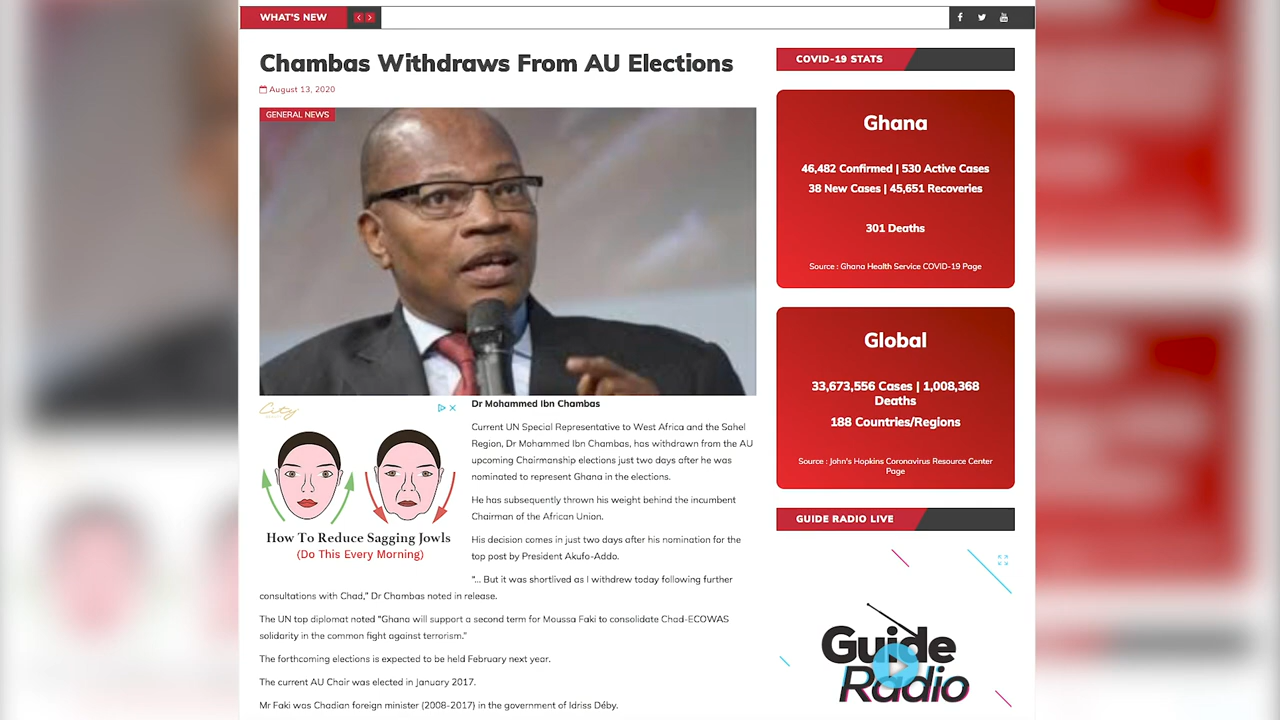 WHAT'S NEW
Chambas Withdraws From AU Elections
August 13, 2020
GENERAL NEWS
Dr Mohammed Ibn Chambas
Current UN Special Representative to West Africa and the Sahel
Region, Dr Mohammed Ibn Chambas, has withdrawn from the AU
upcoming Chairmanship elections just two days after he was
nominated to represent Ghana in the elections.
He has subsequently thrown his weight behind the incumbent
Chairman of the African Union.
His decision comes in just two days after his nomination for the
top post by President Akufo-Addo.
"... But it was shortlived as I withdrew today following further
consultations with Chad," Dr Chambas noted in release.
The UN top diplomat noted "Ghana will support a second term for Moussa Faki to consolidate Chad-ECOWAS
solidarity in the common fight against terrorism."
The forthcoming elections is expected to be held February next year.
The current AU Chair was elected in January 2017.
Mr Faki was Chadian foreign minister (2008-2017) in the government of Idriss Déby.
City
How To Reduce Sagging Jowls
(Do This Every Morning)
COVID-19 STATS
Ghana
46,482 Confirmed | 530 Active Cases
38 New Cases | 45,651 Recoveries
301 Deaths
Source : Ghana Health Service COVID-19 Page
Global
33,673,556 Cases | 1,008,368
Deaths
188 Countries/Regions
Source : John's Hopkins Coronavirus Resource Center
Page
GUIDE RADIO LIVE
Guide
Radio